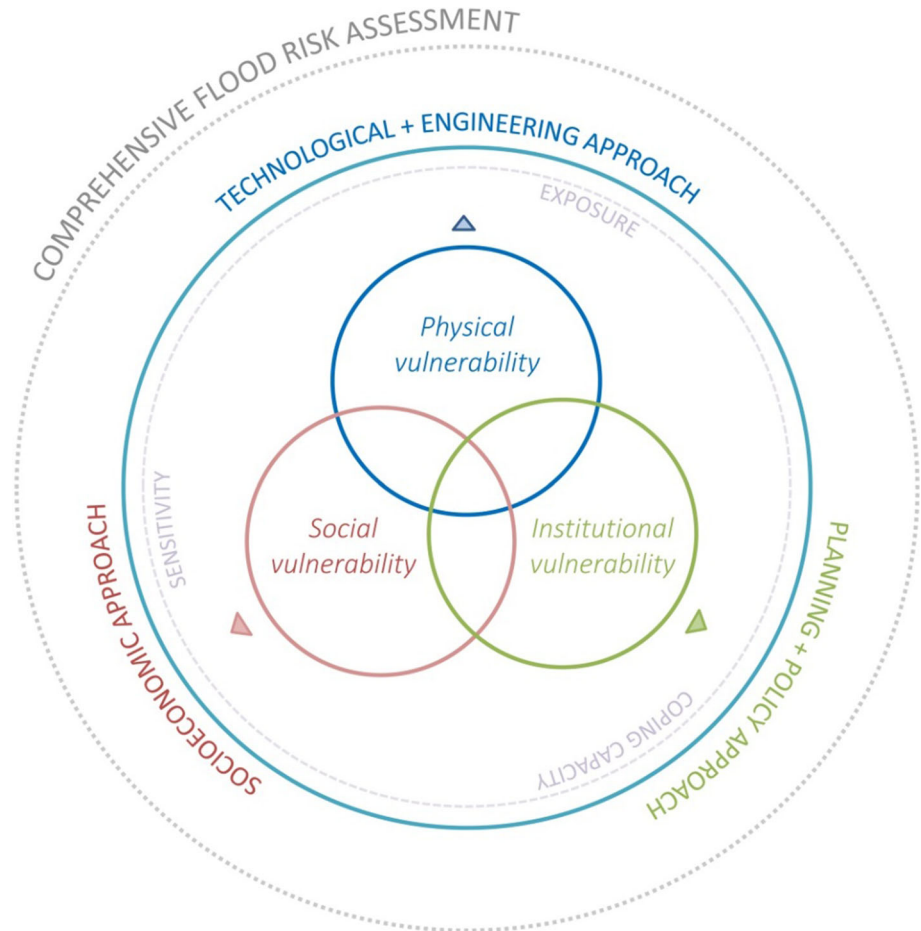 COMPREHENSIVE FLOOD RISK ASSESSMENT
TECHNOLOGICAL + ENGINEERING APPROACH
EXPOSURE
Physical
vulnerability
SENSITIVITY
Social
vulnerability
Institutional
vulnerability
SOCIOECONOMIC APPROACH
PLANNING + POLICY APPROACH
COPING CAPACITY